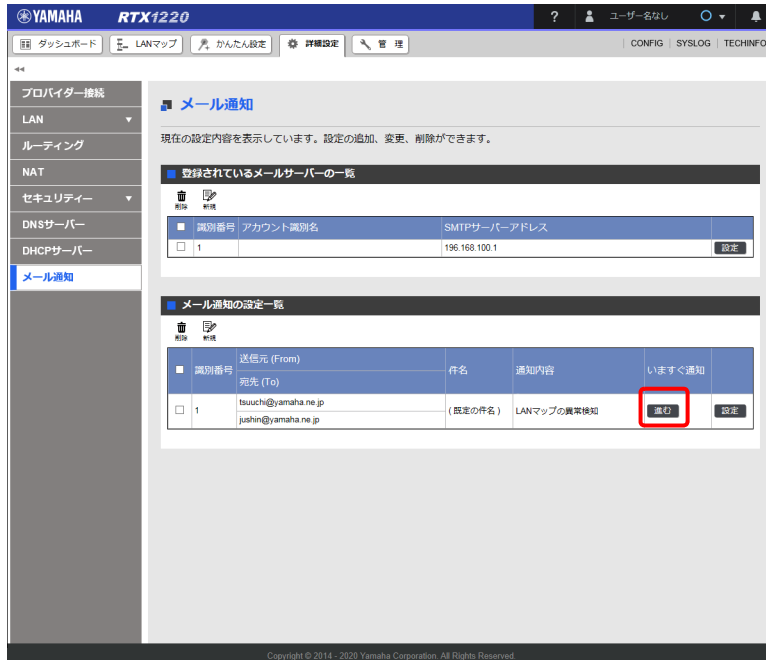 YAMAHA RTX1220 ? ユーザー名なし
ダッシュボード LANマップ かんたん設定 詳細設定 管理 CONFIG SYSLOG TECHINFO
プロバイダー接続
LAN
ルーティング
NAT
セキュリティー
DNSサーバー
DHCPサーバー
メール通知
メール通知
現在の設定内容を表示しています。設定の追加、変更、削除ができます。
登録されているメールサーバーの一覧
削除 新規
識別番号 アカウント識別名 SMTPサーバーアドレス
1 196.168.100.1 設定
メール通知の設定一覧
削除 新規
識別番号 送信元 (From) 件名 通知内容 いますぐ通知
宛先 (To)
1 tsuuchi@yamaha.ne.jp (既定の件名) LANマップの異常検知 進む 設定
jushin@yamaha.ne.jp
Copyright © 2014 - 2020 Yamaha Corporation. All Rights Reserved.